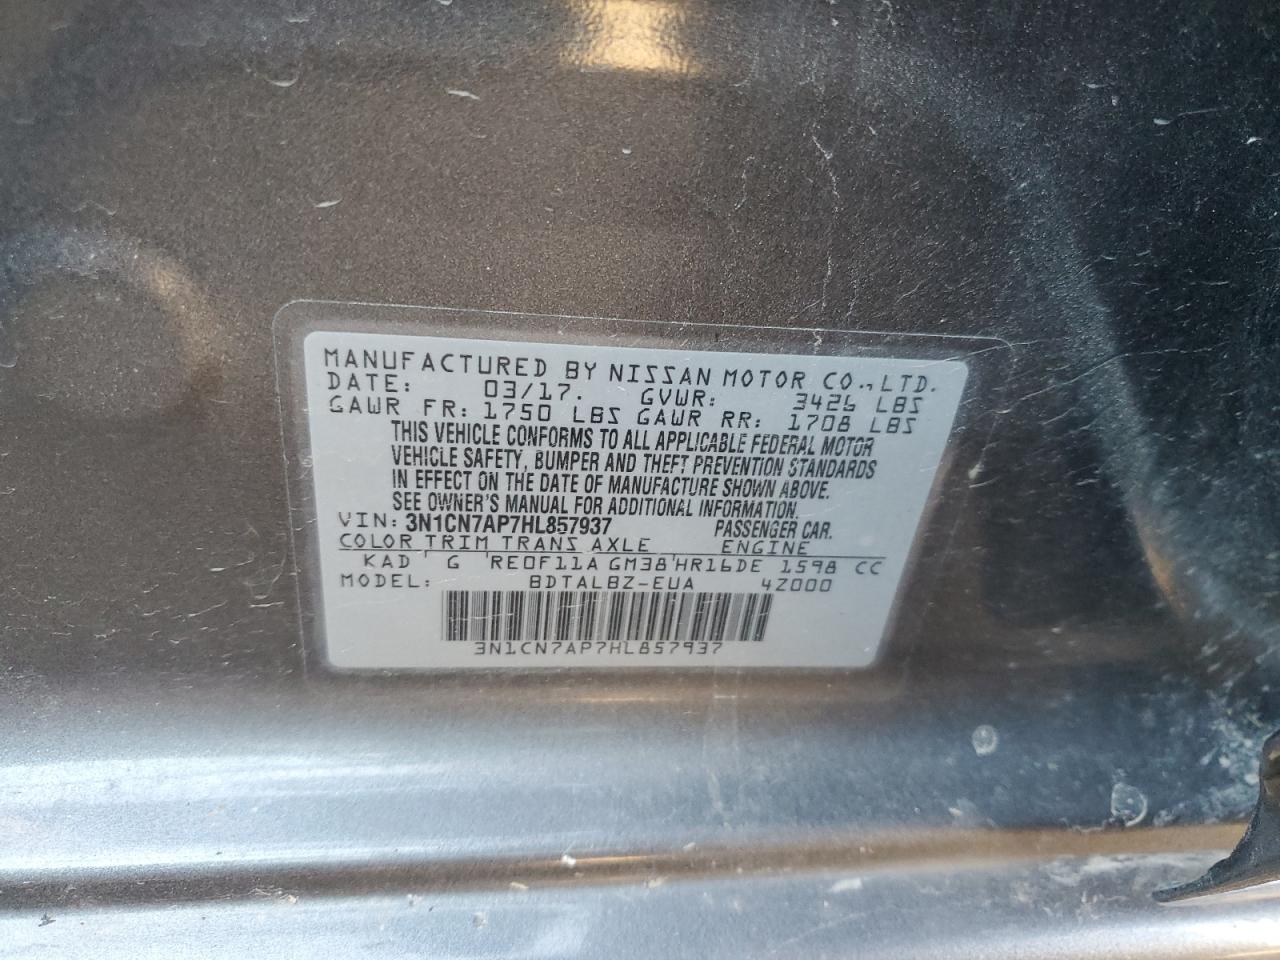 MANUFACTURED BY NISSAN MOTOR CO., LTD.
DATE: 03/17. GVWR: 3426 LBS
GAWR FR: 1750 LBS GAWR RR: 1708 LBS
THIS VEHICLE CONFORMS TO ALL APPLICABLE FEDERAL MOTOR
VEHICLE SAFETY, BUMPER AND THEFT PREVENTION STANDARDS
IN EFFECT ON THE DATE OF MANUFACTURE SHOWN ABOVE.
SEE OWNER'S MANUAL FOR ADDITIONAL INFORMATION.
VIN: 3N1CN7AP7HL857937 PASSENGER CAR.
COLOR TRIM TRANS AXLE ENGINE
KAD ' G 'RE0F11A GM38'HR16DE 1598 CC
MODEL: BDTALBZ-EUA 4Z000
3N1CN7AP7HL857937